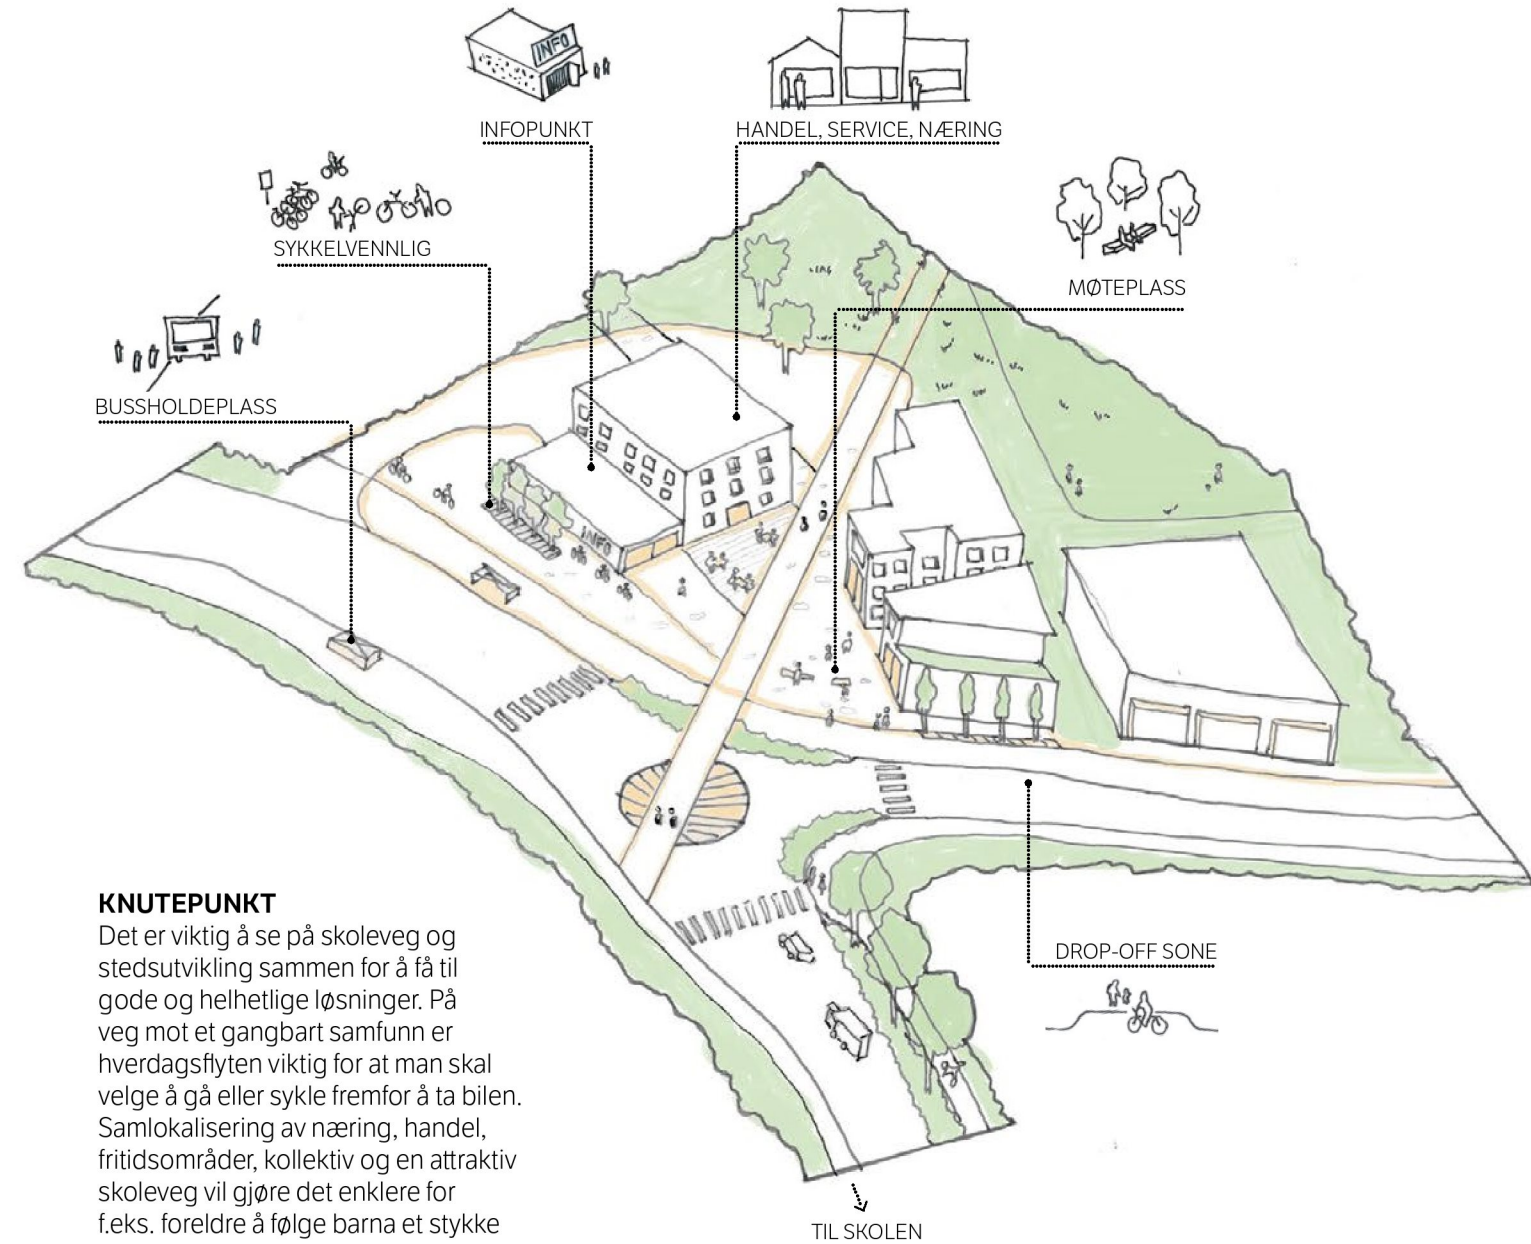 INFO
INFOPUNKT
HANDEL, SERVICE, NÆRING
SYKKELVENNLIG
MØTEPLASS
BUSSHOLDEPLASS
INFO
DROP-OFF SONE
KNUTEPUNKT
Det er viktig å se på skoleveg og
stedsutvikling sammen for å få til
gode og helhetlige løsninger. På
veg mot et gangbart samfunn er
hverdagsflyten viktig for at man skal
velge å gå eller sykle fremfor å ta bilen.
Samlokalisering av næring, handel,
fritidsområder, kollektiv og en attraktiv
skoleveg vil gjøre det enklere for
f.eks. foreldre å følge barna et stykke
TIL SKOLEN